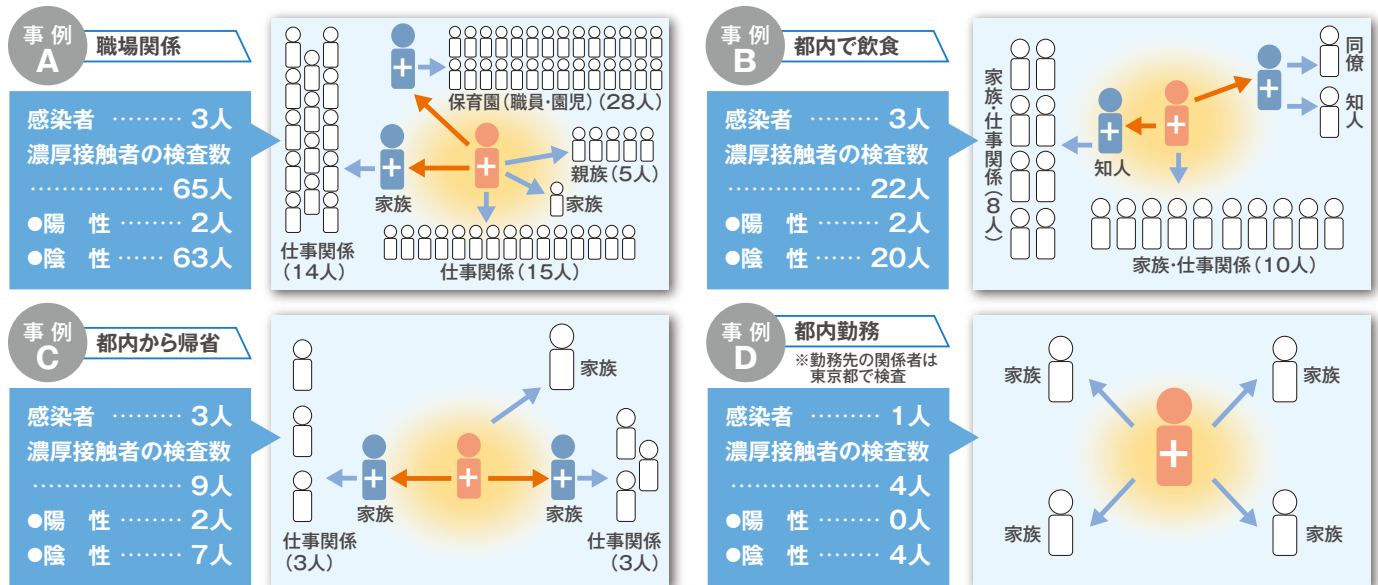 事例
A
職場関係
感染者 ……… 3人
濃厚接触者の検査数
……………… 65人
●陽 性 ……… 2人
●陰 性 …… 63人
保育園(職員・園児)(28人)
親族(5人)
家族
家族
仕事関係
(14人)
仕事関係(15人)
事例
B
都内で飲食
感染者 ……… 3人
濃厚接触者の検査数
……………… 22人
●陽 性 ……… 2人
●陰 性 …… 20人
家族・仕事関係(8人)
知人
同僚
知人
家族・仕事関係(10人)
事例
C
都内から帰省
感染者 ……… 3人
濃厚接触者の検査数
……………… 9人
●陽 性 ……… 2人
●陰 性 ……… 7人
家族
家族
家族
仕事関係
(3人)
仕事関係
(3人)
事例
D
都内勤務
※勤務先の関係者は
東京都で検査
感染者 ……… 1人
濃厚接触者の検査数
……………… 4人
●陽 性 ……… 0人
●陰 性 ……… 4人
家族
家族
家族
家族